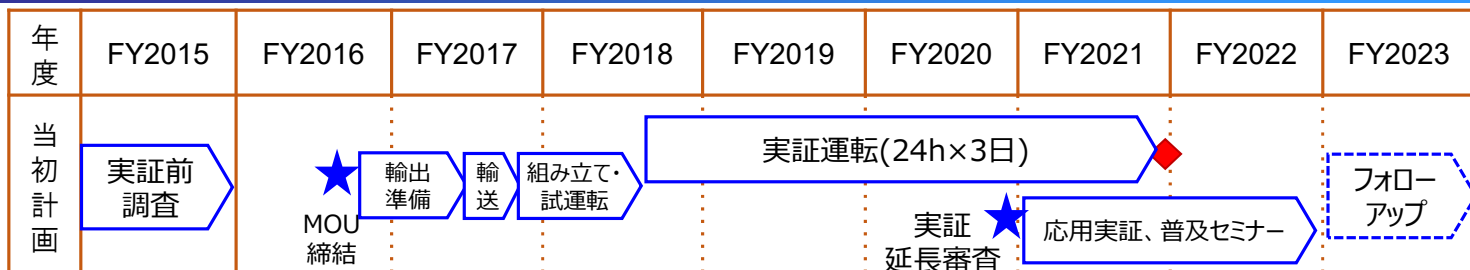 年度
FY2015
FY2016
FY2017
FY2018
FY2019
FY2020
FY2021
FY2022
FY2023
当初計画
実証前
調査
MOU
締結
輸出
準備
輸
送
組み立て・
試運転
実証運転(24h×3日)
実証
延長審査
応用実証、普及セミナー
フォロー
アップ